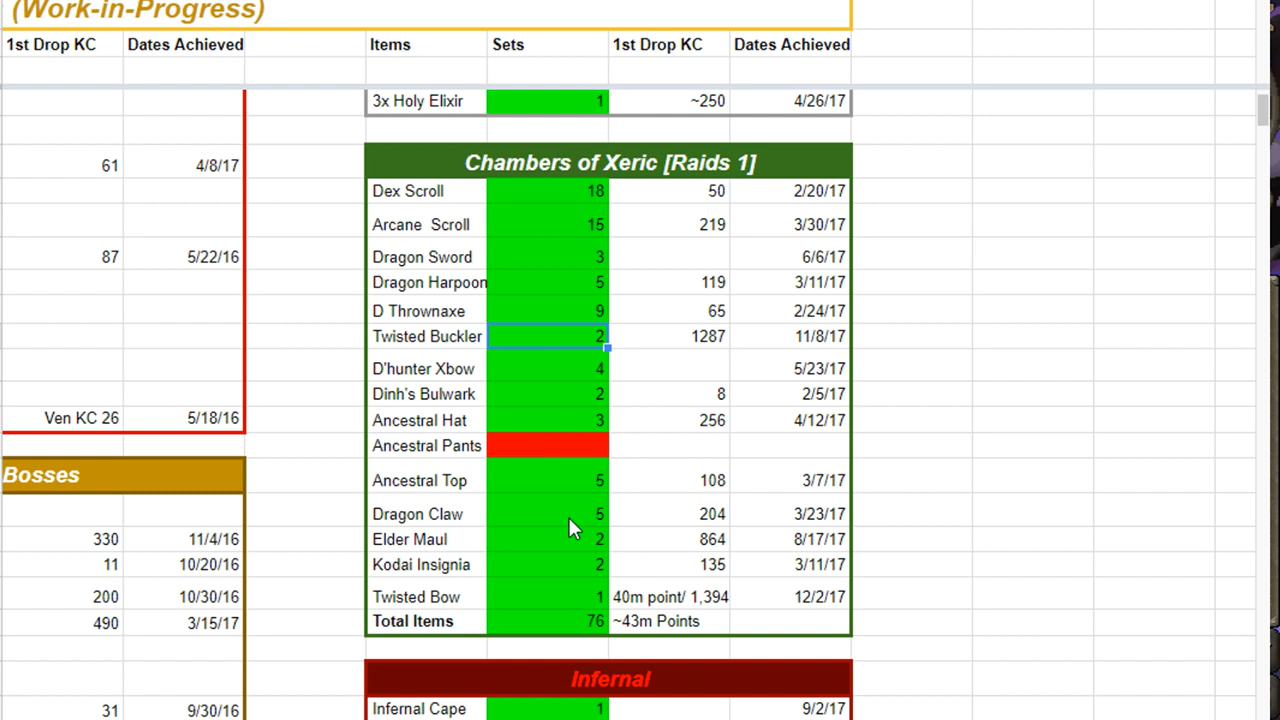 (Work-in-Progress)
1st Drop KC Dates Achieved Items Sets 1st Drop KC Dates Achieved
3x Holy Elixir 1 ~250 4/26/17
Chambers of Xeric [Raids 1]
61 4/8/17
Dex Scroll 18 50 2/20/17
Arcane Scroll 15 219 3/30/17
87 5/22/16 Dragon Sword 3 6/6/17
Dragon Harpoon 5 119 3/11/17
D Thrownaxe 9 65 2/24/17
Twisted Buckler 2 1287 11/8/17
D'hunter Xbow 4 5/23/17
Dinh's Bulwark 2 8 2/5/17
Ven KC 26 5/18/16 Ancestral Hat 3 256 4/12/17
Ancestral Pants
Bosses
Ancestral Top 5 108 3/7/17
Dragon Claw 5 204 3/23/17
330 11/4/16 Elder Maul 2 864 8/17/17
11 10/20/16 Kodai Insignia 2 135 3/11/17
200 10/30/16 Twisted Bow 1 40m point/ 1,394 12/2/17
490 3/15/17 Total Items 76 ~43m Points
Infernal
31 9/30/16 Infernal Cape 1 9/2/17